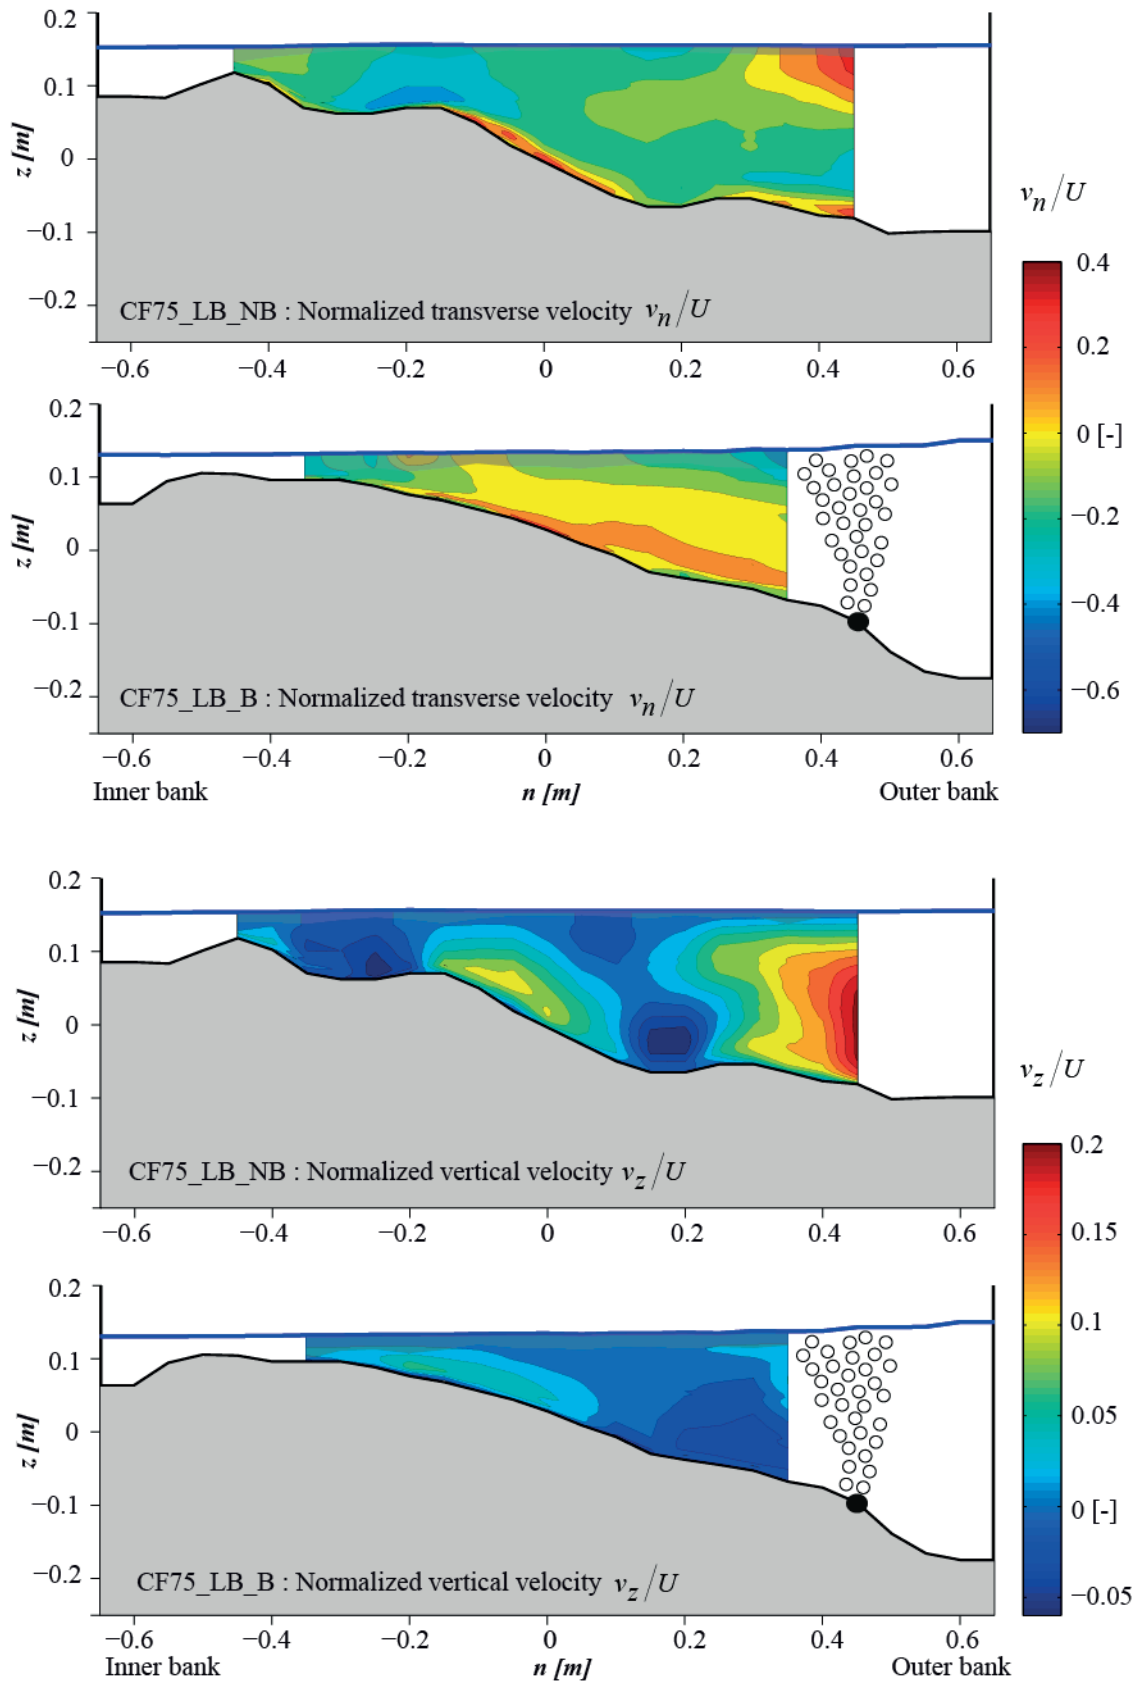 0.2
0.1
0
−0.1
−0.2
z [m]
CF75_LB_NB : Normalized transverse velocity v_n/U
−0.6 −0.4 −0.2 0 0.2 0.4 0.6
0.2
0.1
0
−0.1
−0.2
z [m]
CF75_LB_B : Normalized transverse velocity v_n/U
−0.6 −0.4 −0.2 0 0.2 0.4 0.6
Inner bank n [m] Outer bank
v_n/U
0.4
0.2
0 [-]
−0.2
−0.4
−0.6
0.2
0.1
0
−0.1
−0.2
z [m]
CF75_LB_NB : Normalized vertical velocity v_z/U
−0.6 −0.4 −0.2 0 0.2 0.4 0.6
0.2
0.1
0
−0.1
−0.2
z [m]
CF75_LB_B : Normalized vertical velocity v_z/U
−0.6 −0.4 −0.2 0 0.2 0.4 0.6
Inner bank n [m] Outer bank
v_z/U
0.2
0.15
0.1
0.05
0 [-]
−0.05